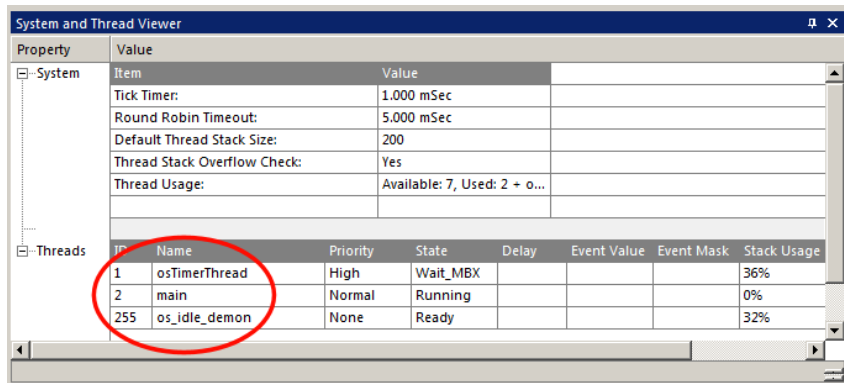 System and Thread Viewer
Property Value
System Item Value
Tick Timer: 1.000 mSec
Round Robin Timeout: 5.000 mSec
Default Thread Stack Size: 200
Thread Stack Overflow Check: Yes
Thread Usage: Available: 7, Used: 2 + o...
Threads ID Name Priority State Delay Event Value Event Mask Stack Usage
1 osTimerThread High Wait_MBX 36%
2 main Normal Running 0%
255 os_idle_demon None Ready 32%